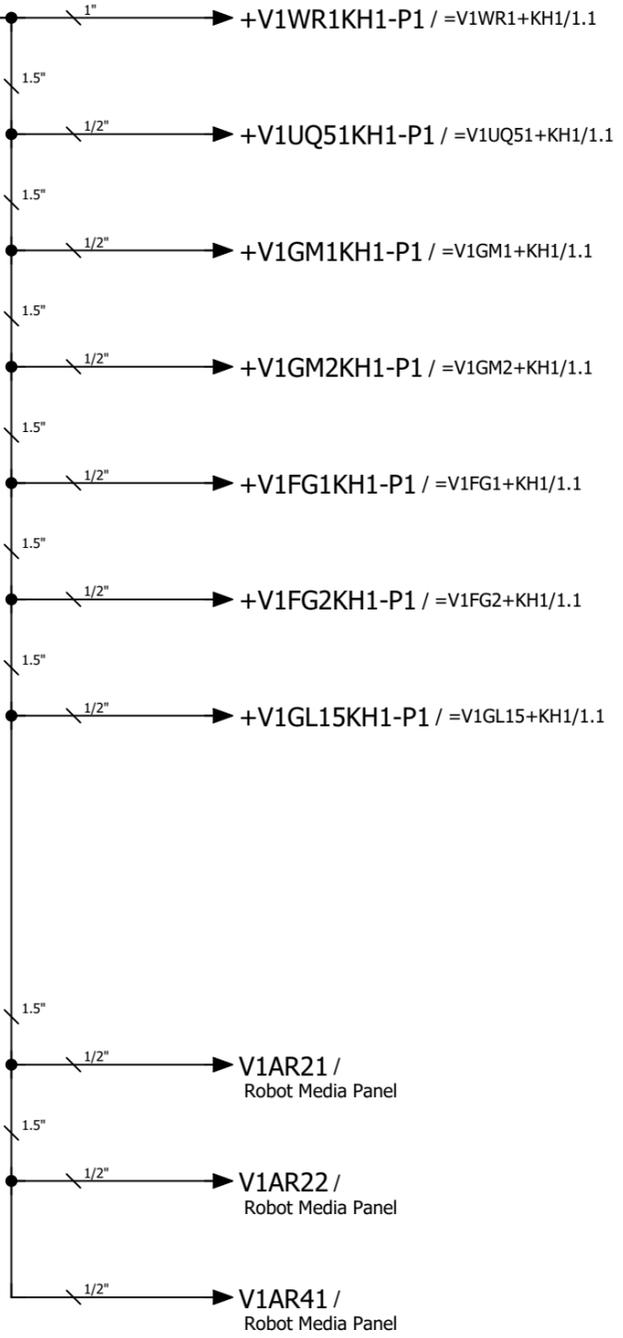 1"
+V1WR1KH1-P1 / =V1WR1+KH1/1.1
1.5"
1/2"
+V1UQ51KH1-P1 / =V1UQ51+KH1/1.1
1.5"
1/2"
+V1GM1KH1-P1 / =V1GM1+KH1/1.1
1.5"
1/2"
+V1GM2KH1-P1 / =V1GM2+KH1/1.1
1.5"
1/2"
+V1FG1KH1-P1 / =V1FG1+KH1/1.1
1.5"
1/2"
+V1FG2KH1-P1 / =V1FG2+KH1/1.1
1.5"
1/2"
+V1GL15KH1-P1 / =V1GL15+KH1/1.1
1.5"
1/2"
V1AR21 /
Robot Media Panel
1.5"
1/2"
V1AR22 /
Robot Media Panel
1/2"
V1AR41 /
Robot Media Panel